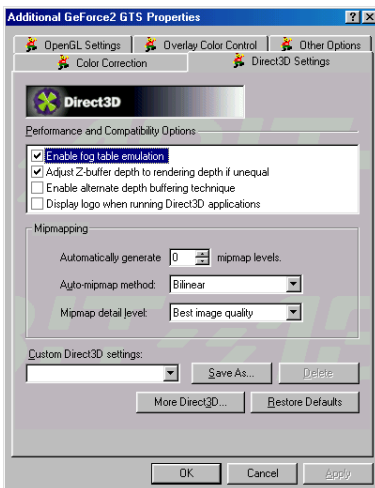 Additional GeForce2 GTS Properties
OpenGL Settings
Overlay Color Control
Other Options
Color Correction
Direct3D Settings
Direct3D
Performance and Compatibility Options
Enable fog table emulation
Adjust Z-buffer depth to rendering depth if unequal
Enable alternate depth buffering technique
Display logo when running Direct3D applications
Mipmapping
Automatically generate 0 mipmap levels.
Auto-mipmap method: Bilinear
Mipmap detail level: Best image quality
Custom Direct3D settings:
Save As...
Delete
More Direct3D...
Restore Defaults
OK
Cancel
Apply